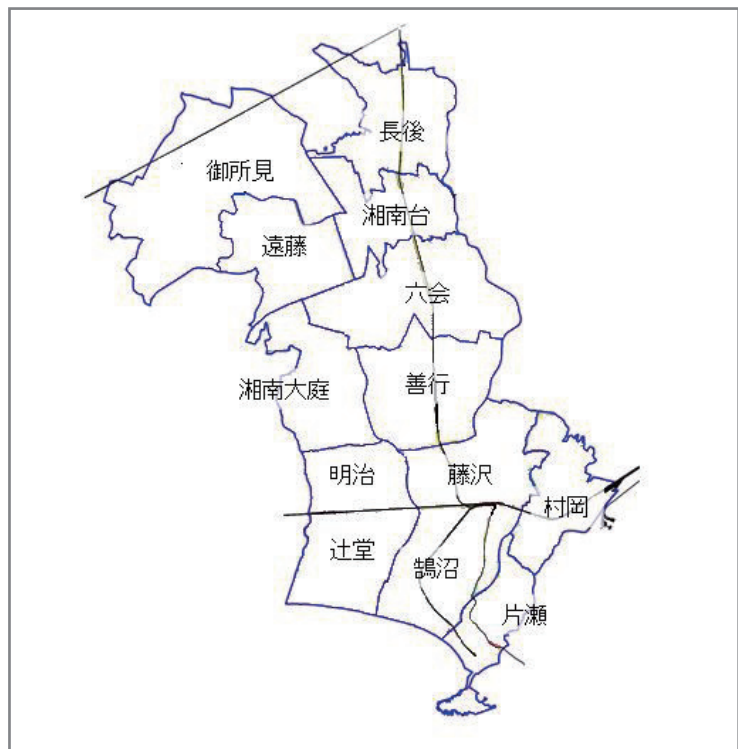 長後
御所見
湘南台
遠藤
六会
湘南大庭
善行
明治
藤沢
村岡
辻堂
鵠沼
片瀬